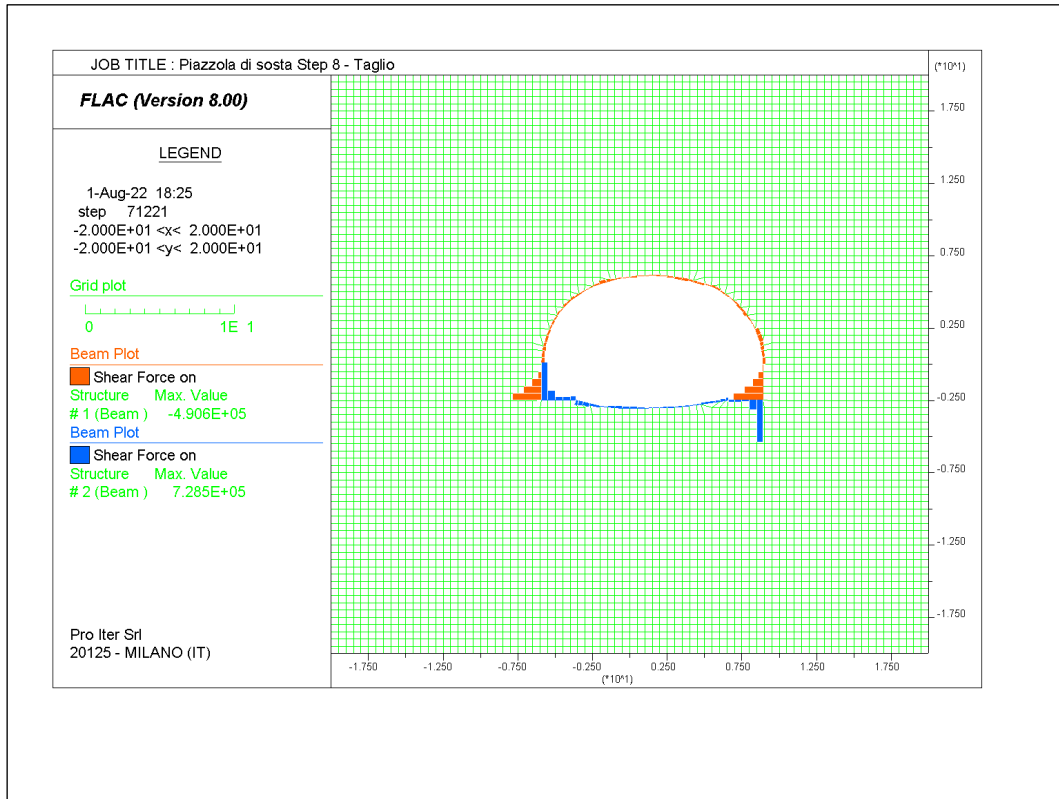 JOB TITLE : Piazzola di sosta Step 8 - Taglio
FLAC (Version 8.00)
LEGEND
1-Aug-22 18:25
step 71221
-2.000E+01 <x< 2.000E+01
-2.000E+01 <y< 2.000E+01
Grid plot
0 1E 1
Beam Plot
Shear Force on
Structure Max. Value
# 1 (Beam ) -4.906E+05
Beam Plot
Shear Force on
Structure Max. Value
# 2 (Beam ) 7.285E+05
Pro Iter Srl
20125 - MILANO (IT)
(*10^1)
1.750
1.250
0.750
0.250
-0.250
-0.750
-1.250
-1.750
-1.750 -1.250 -0.750 -0.250 0.250 0.750 1.250 1.750
(*10^1)